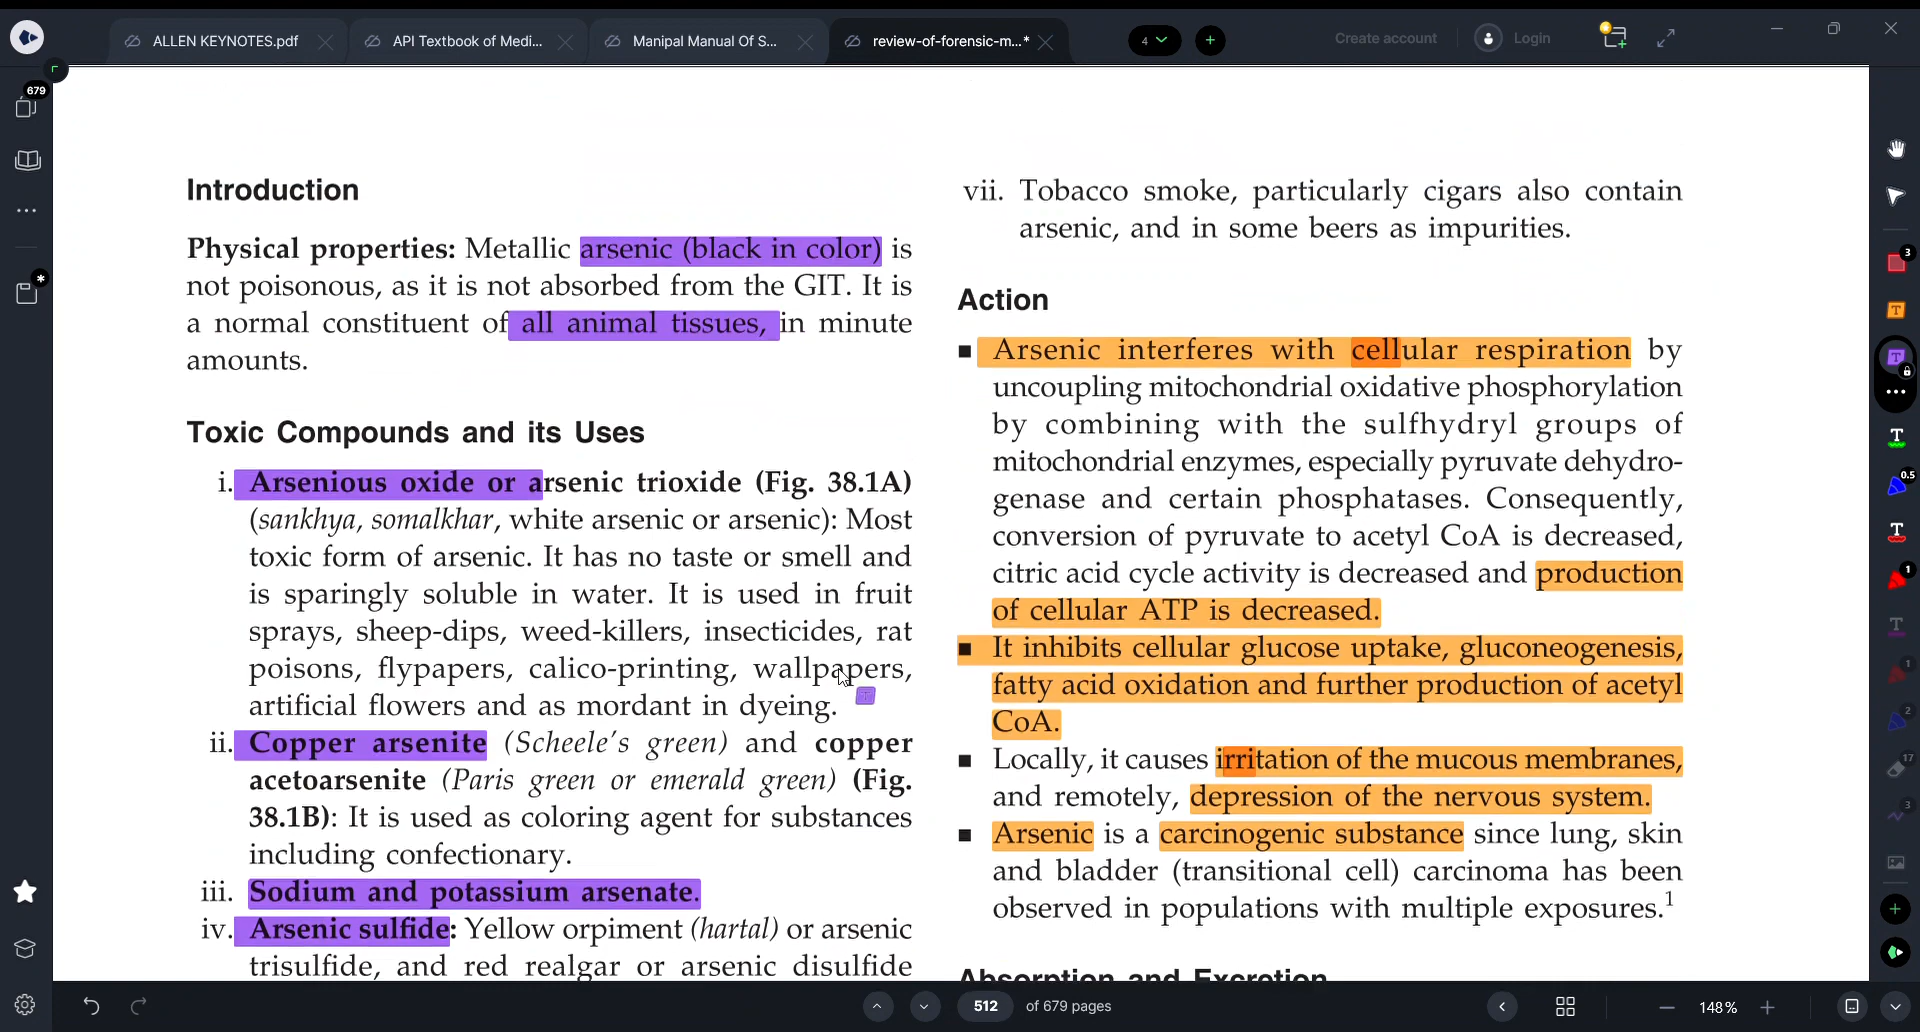 ALLEN KEYNOTES.pdf
API Textbook of Medi...
Manipal Manual Of S...
review-of-forensic-m...*
4
Create account
Login
679
Introduction
Physical properties: Metallic arsenic (black in color) is
not poisonous, as it is not absorbed from the GIT. It is
a normal constituent of all animal tissues, in minute
amounts.
Toxic Compounds and its Uses
i. Arsenious oxide or arsenic trioxide (Fig. 38.1A)
(sankhya, somalkhar, white arsenic or arsenic): Most
toxic form of arsenic. It has no taste or smell and
is sparingly soluble in water. It is used in fruit
sprays, sheep-dips, weed-killers, insecticides, rat
poisons, flypapers, calico-printing, wallpapers,
artificial flowers and as mordant in dyeing.
ii. Copper arsenite (Scheele's green) and copper
acetoarsenite (Paris green or emerald green) (Fig.
38.1B): It is used as coloring agent for substances
including confectionary.
iii. Sodium and potassium arsenate.
iv. Arsenic sulfide: Yellow orpiment (hartal) or arsenic
trisulfide, and red realgar or arsenic disulfide
vii. Tobacco smoke, particularly cigars also contain
arsenic, and in some beers as impurities.
Action
■ Arsenic interferes with cellular respiration by
uncoupling mitochondrial oxidative phosphorylation
by combining with the sulfhydryl groups of
mitochondrial enzymes, especially pyruvate dehydro-
genase and certain phosphatases. Consequently,
conversion of pyruvate to acetyl CoA is decreased,
citric acid cycle activity is decreased and production
of cellular ATP is decreased.
■ It inhibits cellular glucose uptake, gluconeogenesis,
fatty acid oxidation and further production of acetyl
CoA.
■ Locally, it causes irritation of the mucous membranes,
and remotely, depression of the nervous system.
■ Arsenic is a carcinogenic substance since lung, skin
and bladder (transitional cell) carcinoma has been
observed in populations with multiple exposures.1
Absorption and Excretion
3
T
T
T
0.5
T
1
T
1
2
17
3
512 of 679 pages
148%